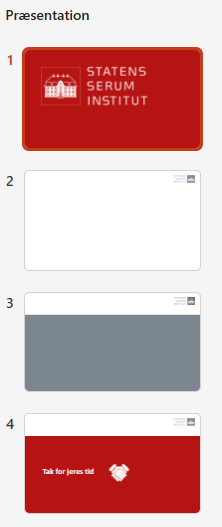 Præsentation
1
STATENS
SERUM
INSTITUT
2
3
4
Tak for jeres tid